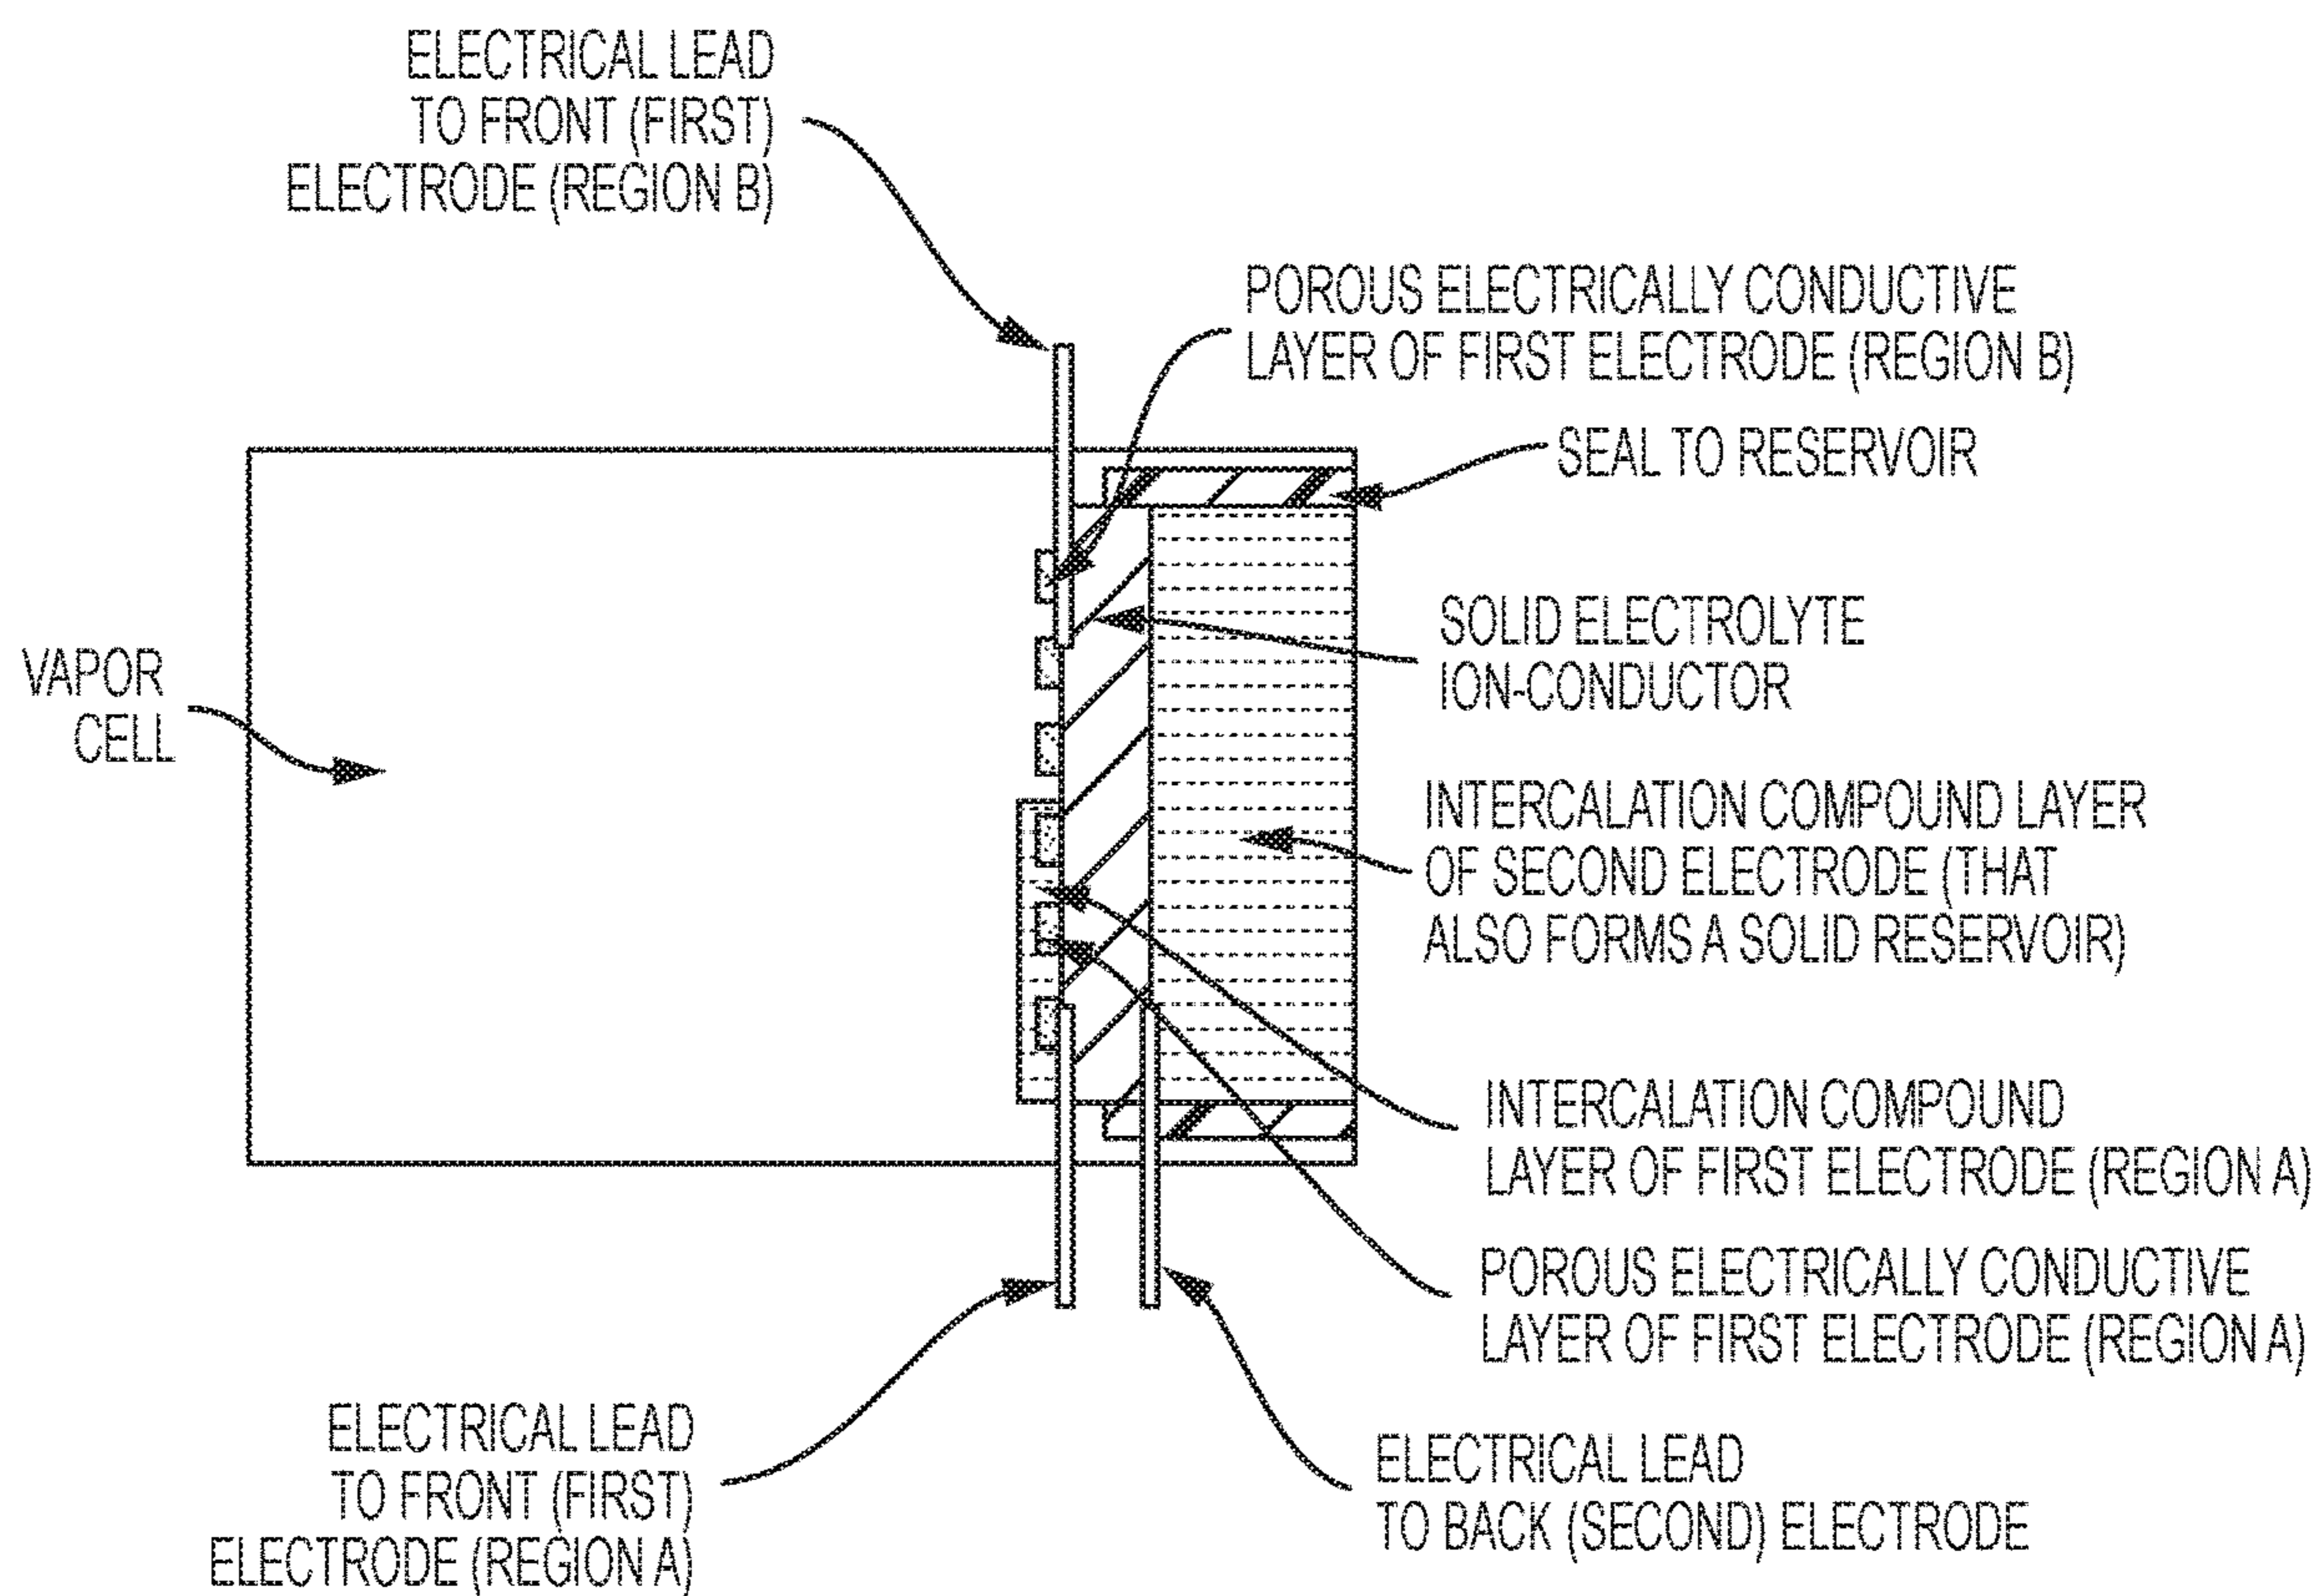 ELECTRICAL LEAD
TO FRONT (FIRST)
ELECTRODE (REGION B)
POROUS ELECTRICALLY CONDUCTIVE
LAYER OF FIRST ELECTRODE (REGION B)
SEAL TO RESERVOIR
SOLID ELECTROLYTE
ION-CONDUCTOR
VAPOR
CELL
INTERCALATION COMPOUND LAYER
OF SECOND ELECTRODE (THAT
ALSO FORMS A SOLID RESERVOIR)
INTERCALATION COMPOUND
LAYER OF FIRST ELECTRODE (REGION A)
POROUS ELECTRICALLY CONDUCTIVE
LAYER OF FIRST ELECTRODE (REGION A)
ELECTRICAL LEAD
TO FRONT (FIRST)
ELECTRODE (REGION A)
ELECTRICAL LEAD
TO BACK (SECOND) ELECTRODE